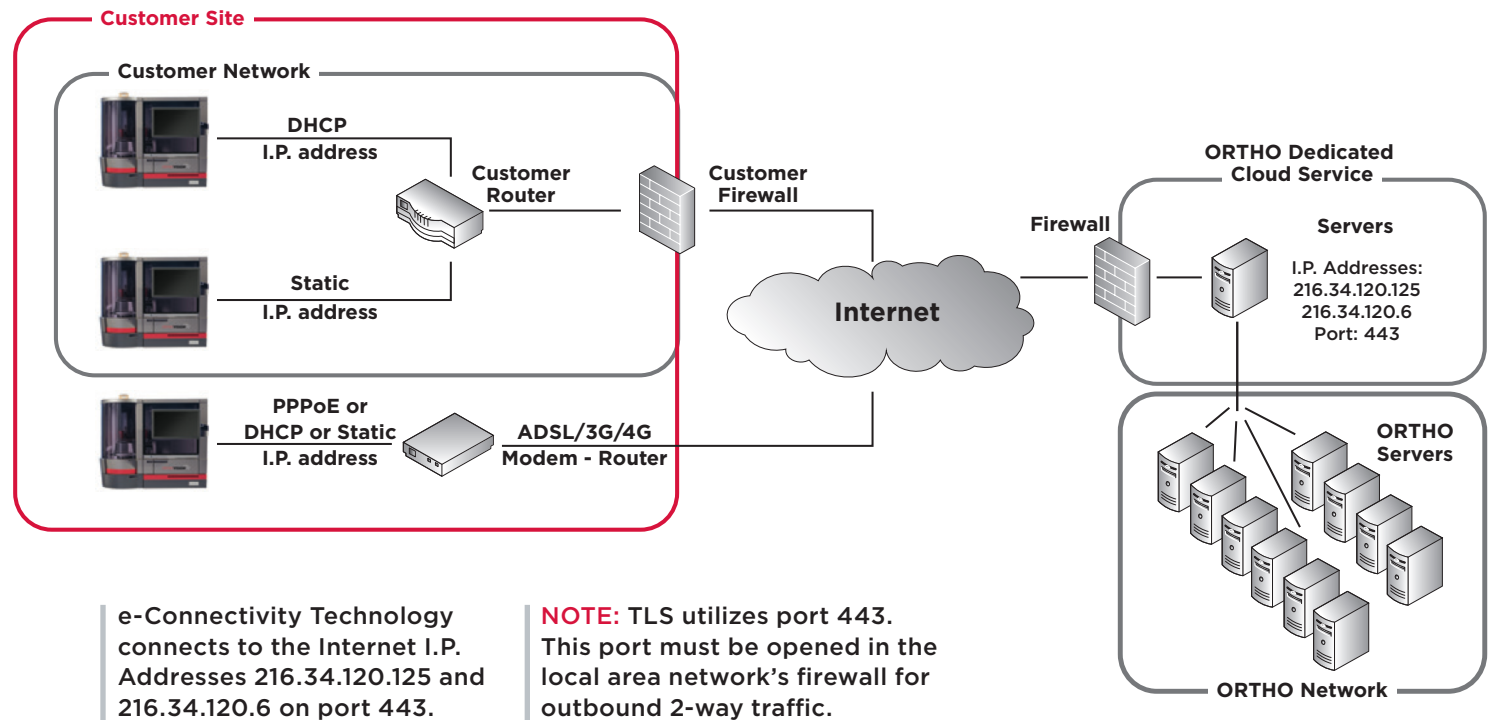 Customer Site
Customer Network
DHCP
I.P. address
Customer
Router
Customer
Firewall
Static
I.P. address
PPPoE or
DHCP or Static
I.P. address
ADSL/3G/4G
Modem - Router
Internet
Firewall
ORTHO Dedicated
Cloud Service
Servers
I.P. Addresses:
216.34.120.125
216.34.120.6
Port: 443
ORTHO
Servers
ORTHO Network
e-Connectivity Technology
connects to the Internet I.P.
Addresses 216.34.120.125 and
216.34.120.6 on port 443.
NOTE: TLS utilizes port 443.
This port must be opened in the
local area network's firewall for
outbound 2-way traffic.